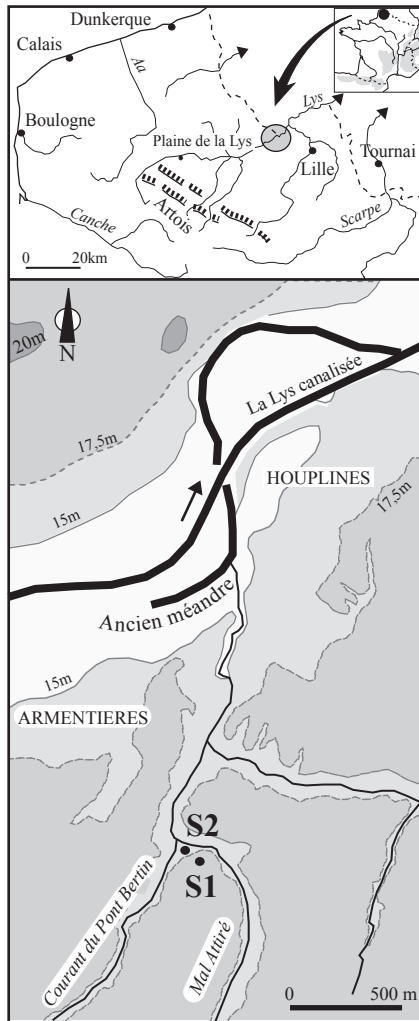 Dunkerque
Calais
Aa
Boulogne
Lys
Plaine de la Lys
Lille
Tournai
Artois
Canche
Scarpe
0 20km
20m
N
La Lys canalisée
17,5m
HOUPLINES
17,5m
15m
Ancien méandre
15m
ARMENTIERES
S2
S1
Courant du Pont Bertin
Mal Attiré
0 500 m